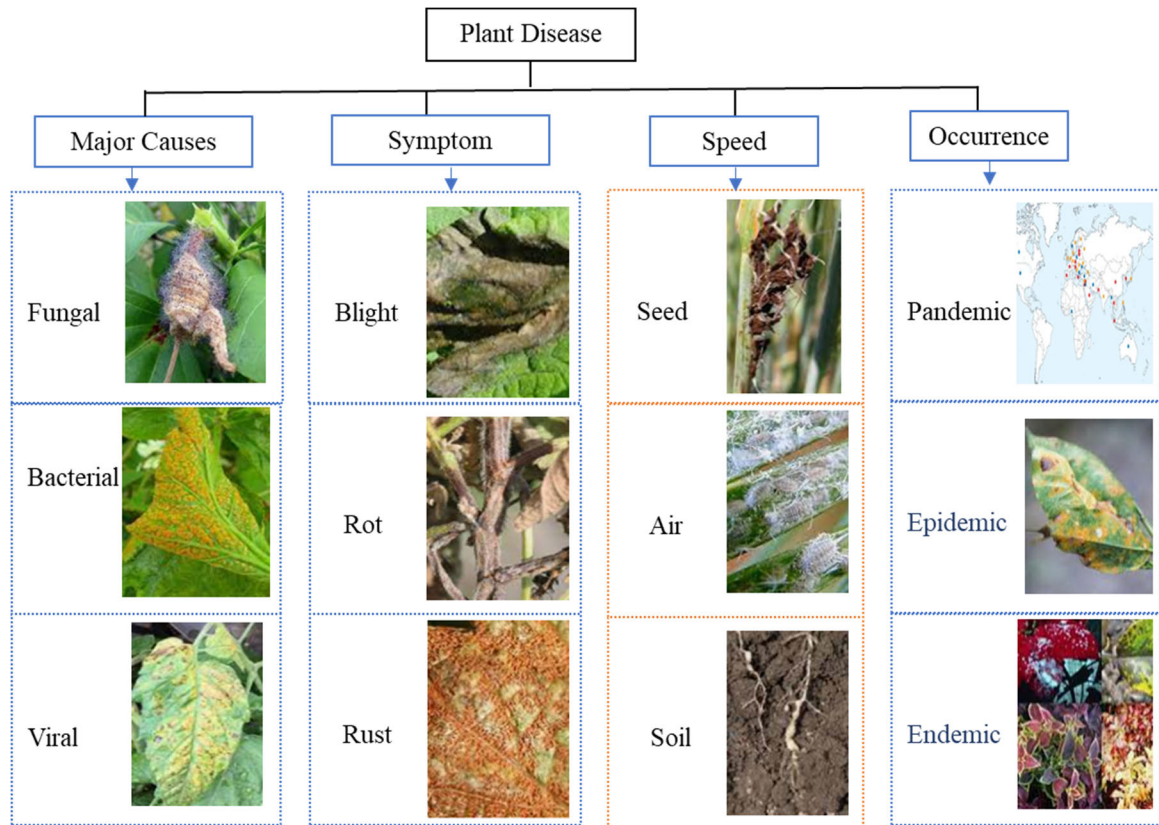 Plant Disease
Major Causes
Symptom
Speed
Occurrence
Fungal
Blight
Seed
Pandemic
Bacterial
Rot
Air
Epidemic
Viral
Rust
Soil
Endemic